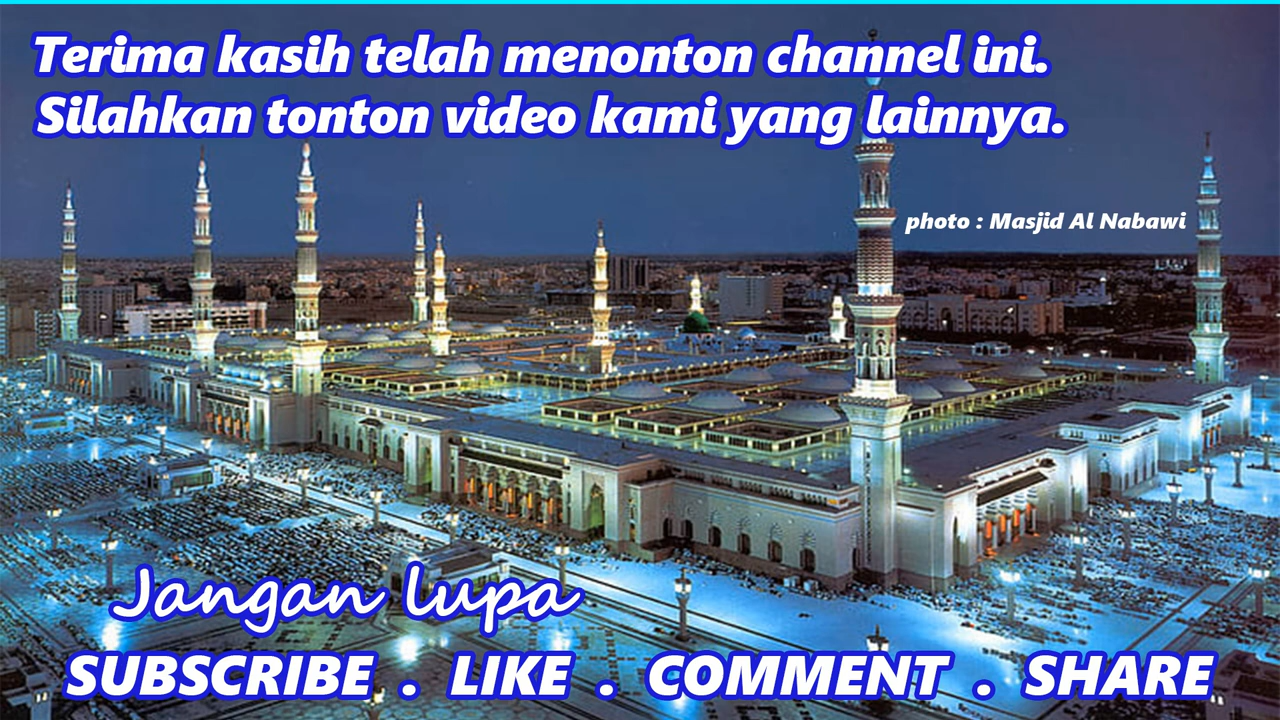 Terima kasih telah menonton channel ini.
Silahkan tonton video kami yang lainnya.
photo : Masjid Al Nabawi
Jangan lupa
SUBSCRIBE . LIKE . COMMENT . SHARE